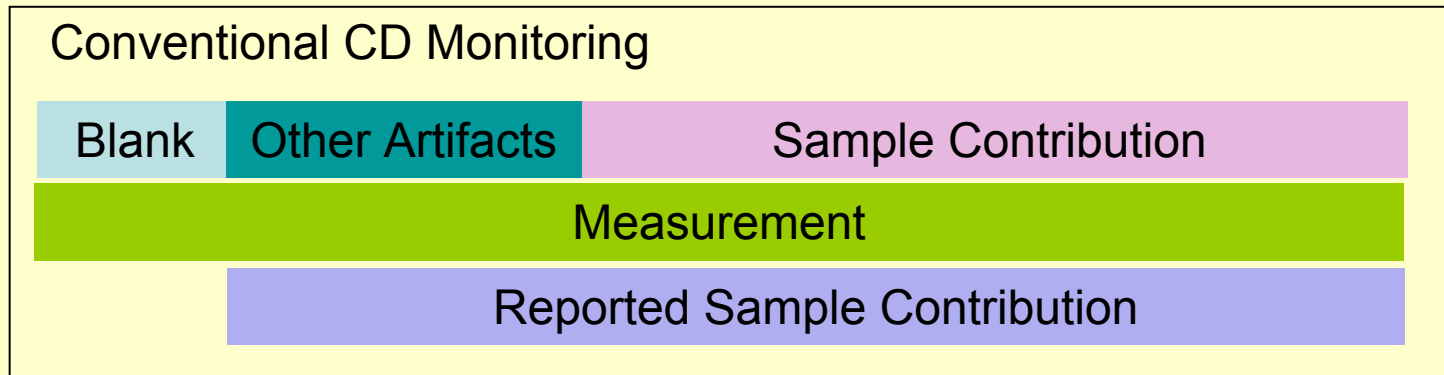 Conventional CD Monitoring
Blank Other Artifacts Sample Contribution
Measurement
Reported Sample Contribution